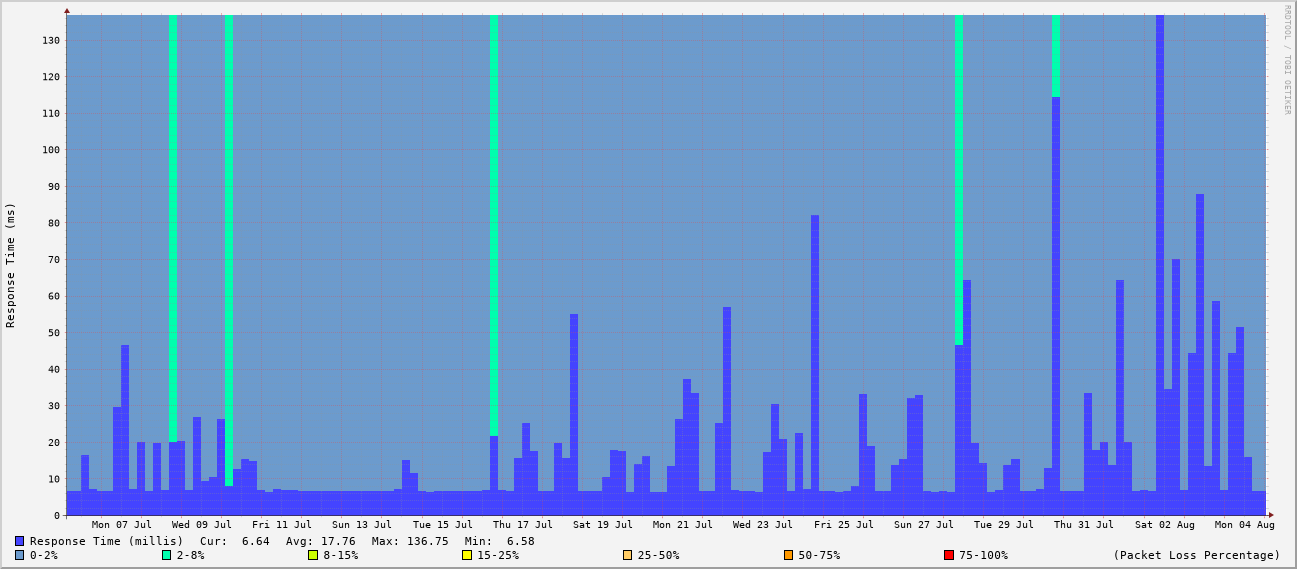 RRDTOOL / TOBI OETIKER
Response Time (ms)
130
120
110
100
90
80
70
60
50
40
30
20
10
0
Mon 07 Jul Wed 09 Jul Fri 11 Jul Sun 13 Jul Tue 15 Jul Thu 17 Jul Sat 19 Jul Mon 21 Jul Wed 23 Jul Fri 25 Jul Sun 27 Jul Tue 29 Jul Thu 31 Jul Sat 02 Aug Mon 04 Aug
Response Time (millis) Cur: 6.64 Avg: 17.76 Max: 136.75 Min: 6.58
0-2% 2-8% 8-15% 15-25% 25-50% 50-75% 75-100% (Packet Loss Percentage)